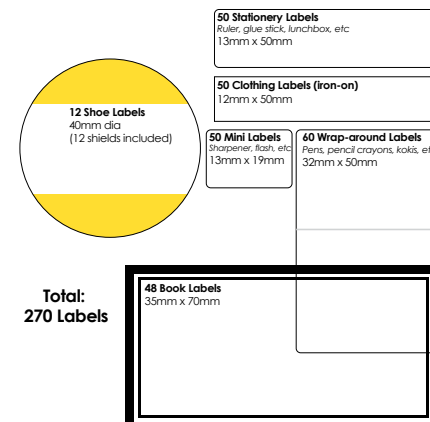 50 Stationery Labels
Ruler, glue stick, lunchbox, etc
13mm x 50mm
50 Clothing Labels (iron-on)
12mm x 50mm
12 Shoe Labels
40mm dia
(12 shields included)
50 Mini Labels
Sharpener, flash, etc
13mm x 19mm
60 Wrap-around Labels
Pens, pencil crayons, kokis, et
32mm x 50mm
Total:
270 Labels
48 Book Labels
35mm x 70mm